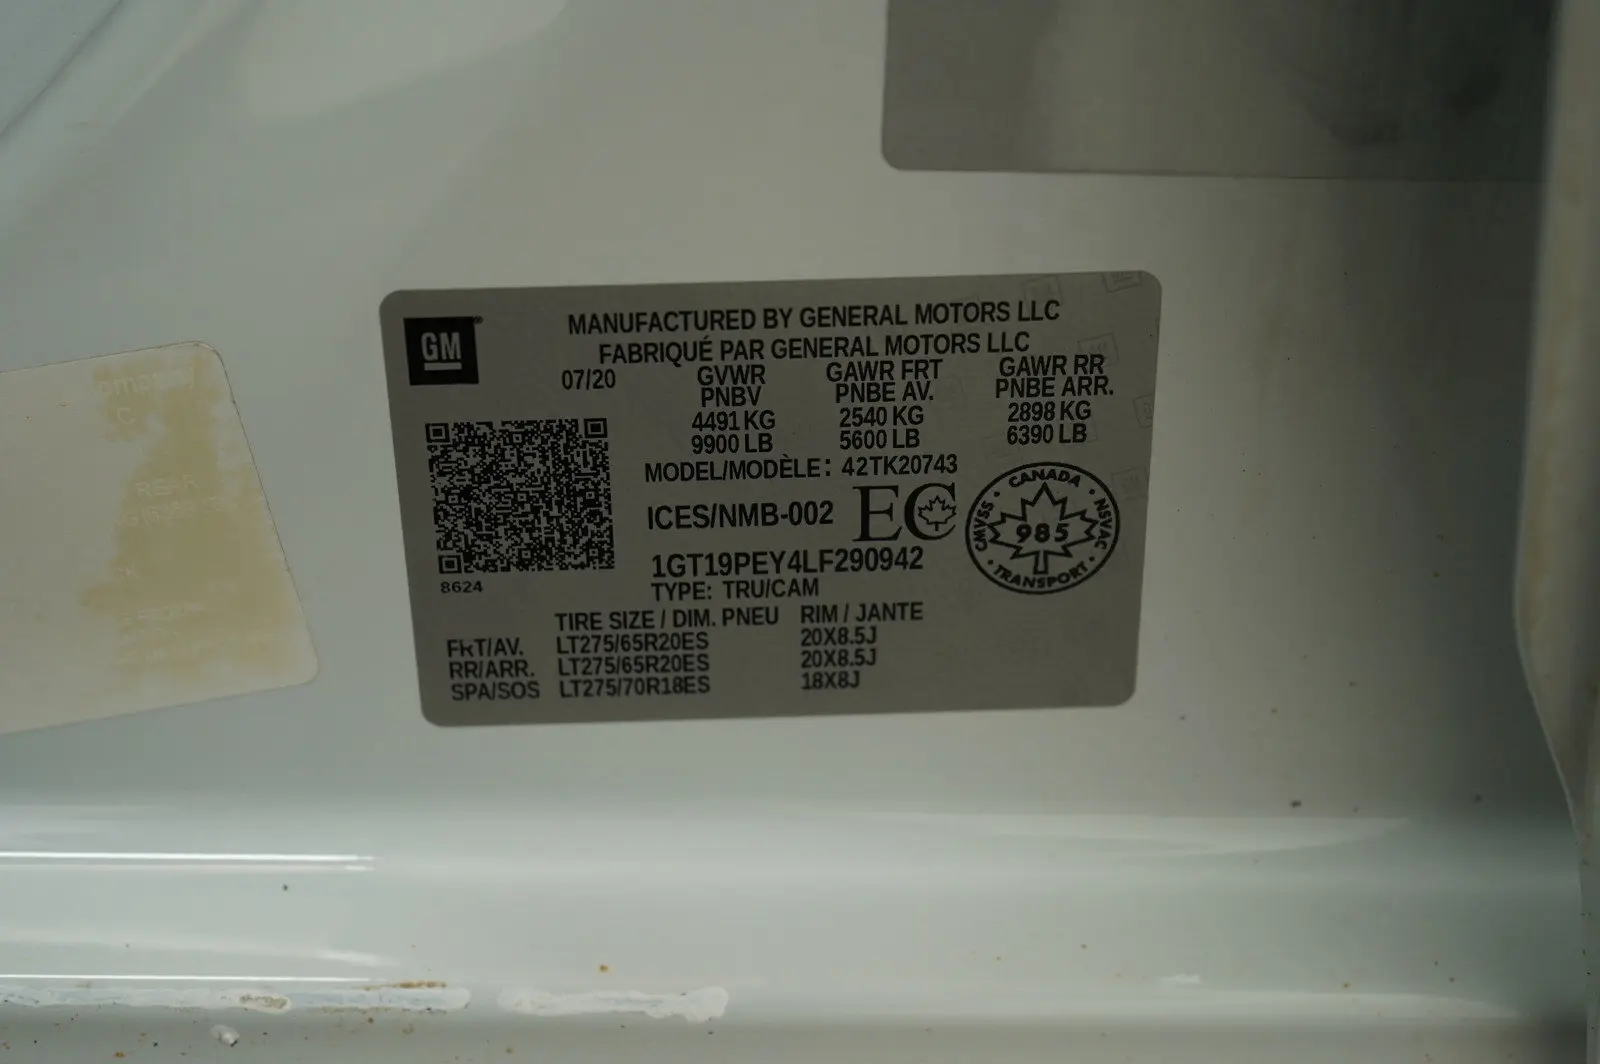 GM
MANUFACTURED BY GENERAL MOTORS LLC
FABRIQUÉ PAR GENERAL MOTORS LLC
07/20 GVWR GAWR FRT GAWR RR
PNBV PNBE AV. PNBE ARR.
4491 KG 2540 KG 2898 KG
9900 LB 5600 LB 6390 LB
MODEL/MODÈLE: 42TK20743
ICES/NMB-002 EC
CANADA
CMVSS 985 NSVAC
TRANSPORT
1GT19PEY4LF290942
8624 TYPE: TRU/CAM
TIRE SIZE / DIM. PNEU RIM / JANTE
FRT/AV. LT275/65R20ES 20X8.5J
RR/ARR. LT275/65R20ES 20X8.5J
SPA/SOS LT275/70R18ES 18X8J
REAR